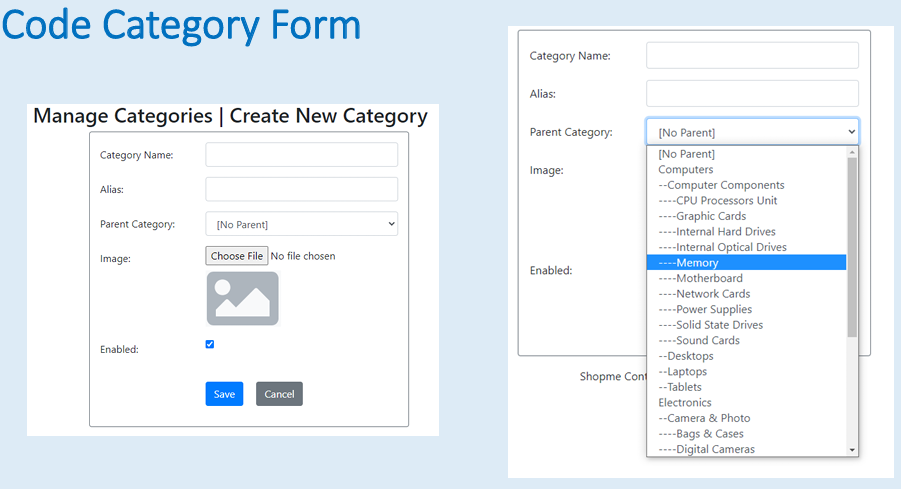 Code Category Form
Manage Categories | Create New Category
Category Name:
Alias:
Parent Category: [No Parent]
Image: Choose File No file chosen
Enabled:
Save Cancel
Category Name:
Alias:
Parent Category: [No Parent]
Image:
Enabled:
[No Parent]
Computers
--Computer Components
----CPU Processors Unit
----Graphic Cards
----Internal Hard Drives
----Internal Optical Drives
----Memory
----Motherboard
----Network Cards
----Power Supplies
----Solid State Drives
----Sound Cards
--Desktops
--Laptops
--Tablets
Electronics
--Camera & Photo
----Bags & Cases
----Digital Cameras
Shopme Cont